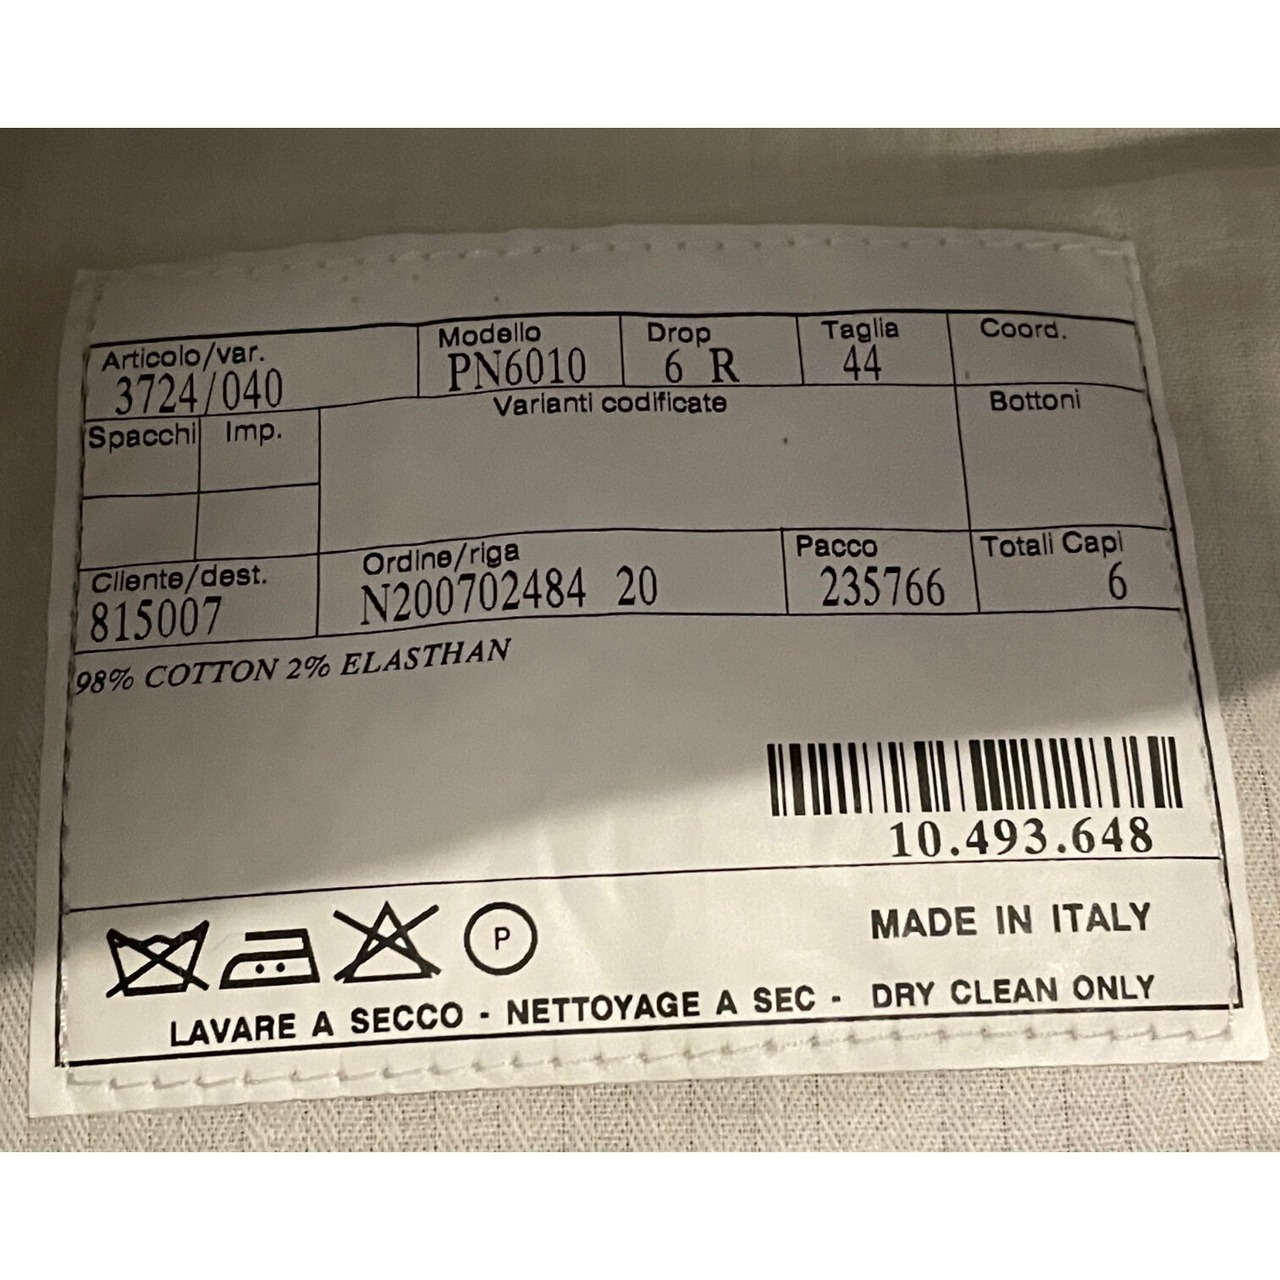 Articolo/var. Modello Drop Taglia Coord.
3724/040 PN6010 6 R 44
Spacchi Imp. Varianti codificate Bottoni
Cliente/dest. Ordine/riga Pacco Totali Capi
815007 N200702484 20 235766 6
98% COTTON 2% ELASTHAN
10.493.648
P
MADE IN ITALY
LAVARE A SECCO - NETTOYAGE A SEC - DRY CLEAN ONLY